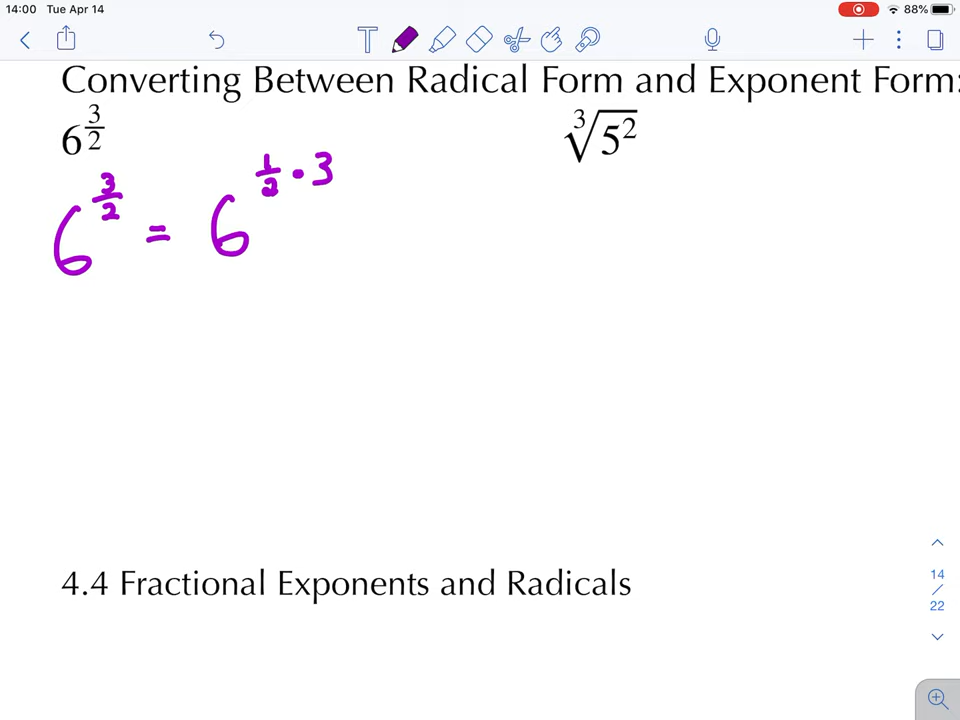 14:00 Tue Apr 14 88%
T
Converting Between Radical Form and Exponent Form:
6^{3/2} ∛5²
6^{3/2} = 6^{1/2 · 3}
14
/
22
4.4 Fractional Exponents and Radicals